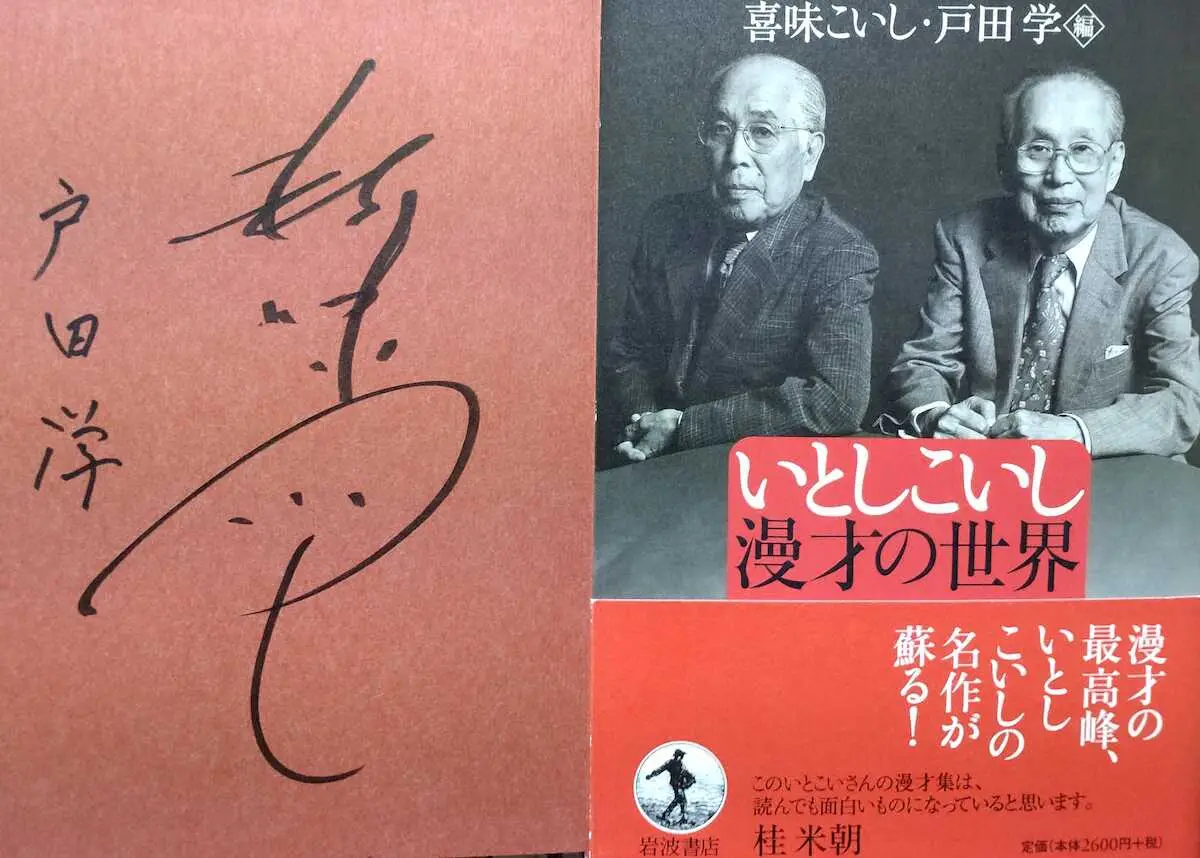 戸田学
喜味こいし・戸田 学 編
いとしこいし
漫才の世界
漫才の
最高峰、
いとし
こいしの
名作が
蘇る!
このいとこいさんの漫才集は、
読んでも面白いものになっていると思います。
桂 米朝
岩波書店
定価(本体2600円+税)